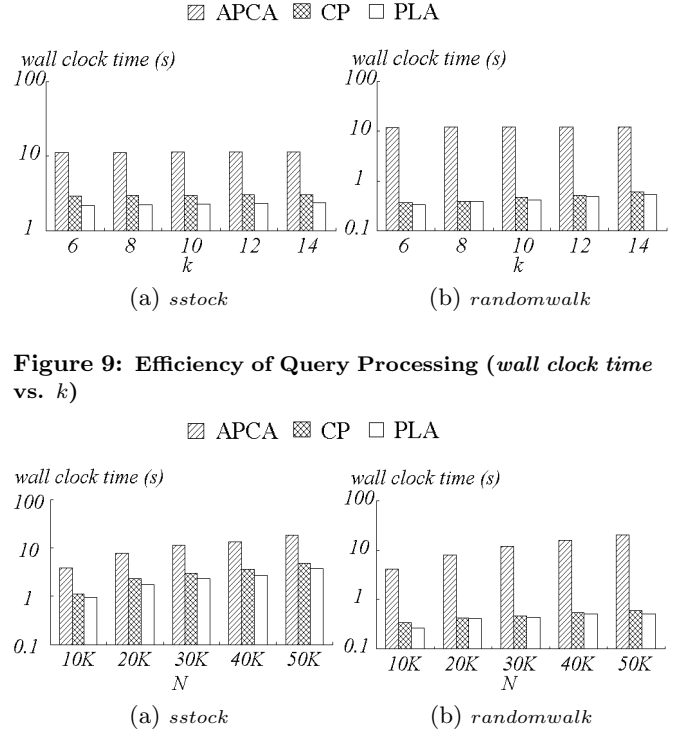 APCA CP PLA
wall clock time (s)
100
10
1
6 8 10 12 14
k
(a) sstock
wall clock time (s)
100
10
1
0.1
6 8 10 12 14
k
(b) randomwalk
Figure 9: Efficiency of Query Processing (wall clock time
vs. k)
APCA CP PLA
wall clock time (s)
100
10
1
0.1
10K 20K 30K 40K 50K
N
(a) sstock
wall clock time (s)
100
10
1
0.1
10K 20K 30K 40K 50K
N
(b) randomwalk